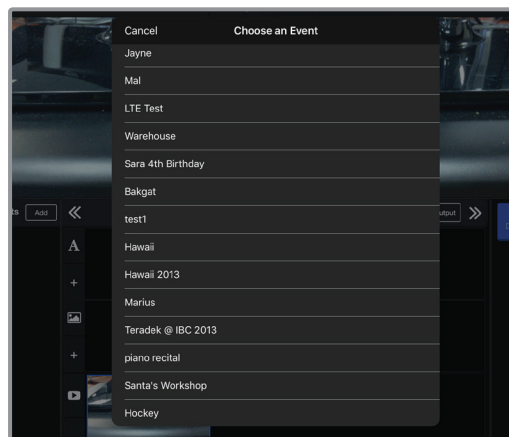 Cancel
Choose an Event
Jayne
Mal
LTE Test
Warehouse
Sara 4th Birthday
Bakgat
test1
Hawaii
Hawaii 2013
Marius
Teradek @ IBC 2013
piano recital
Santa's Workshop
Hockey
Add
A